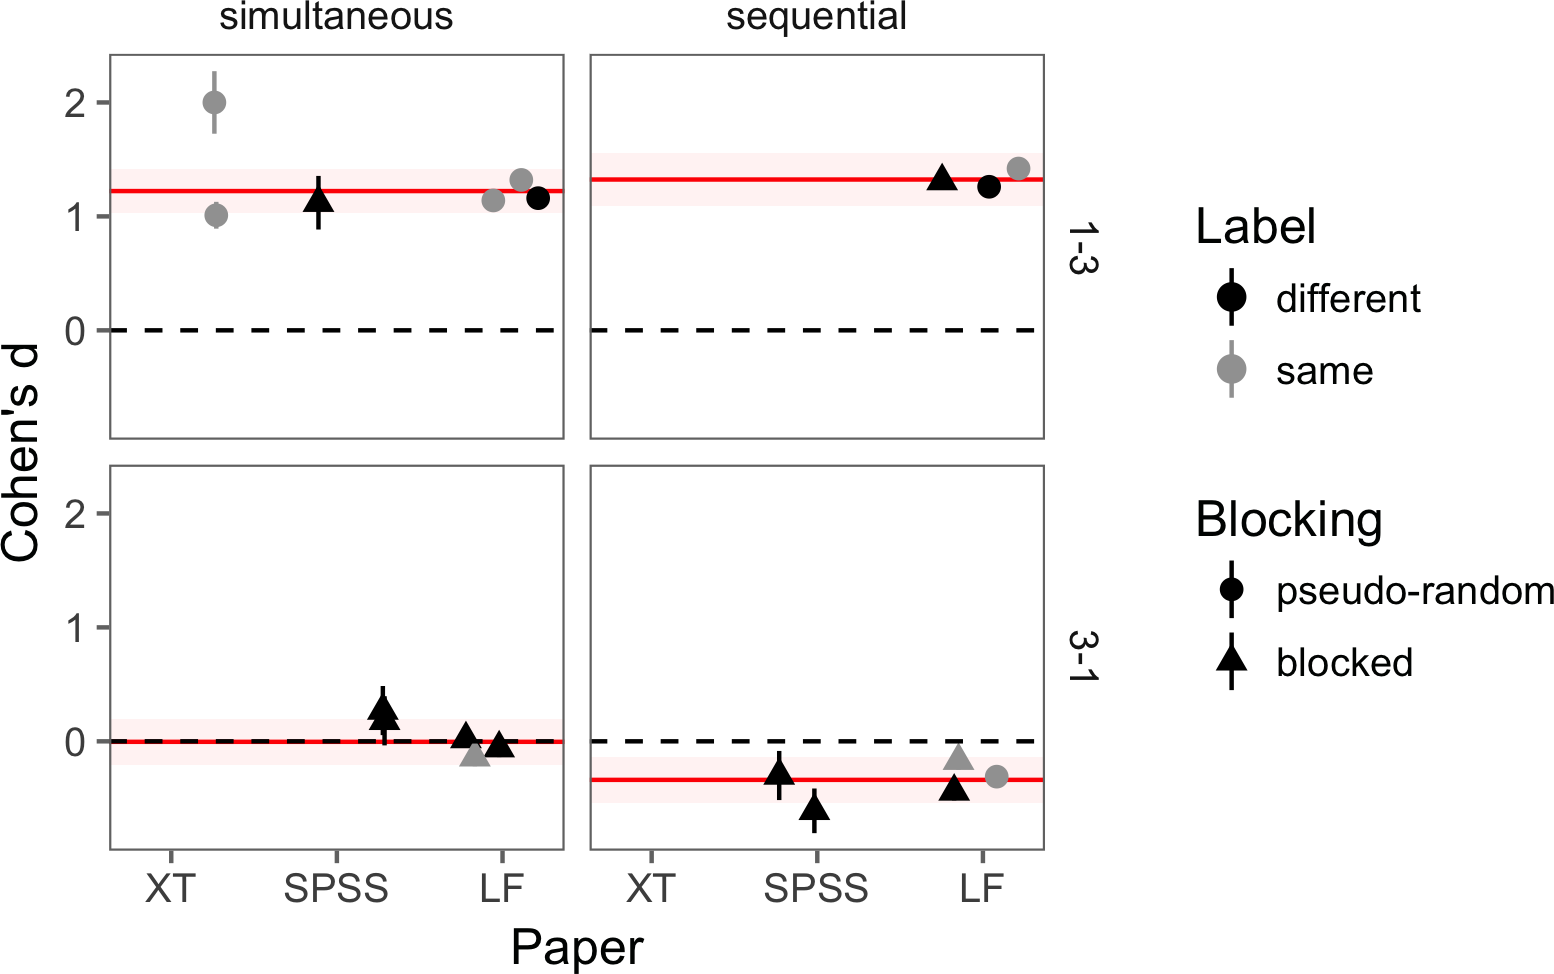 simultaneous
sequential
2
1
0
1-3
2
1
0
3-1
Cohen's d
XT
SPSS
LF
XT
SPSS
LF
Paper
Label
different
same
Blocking
pseudo-random
blocked